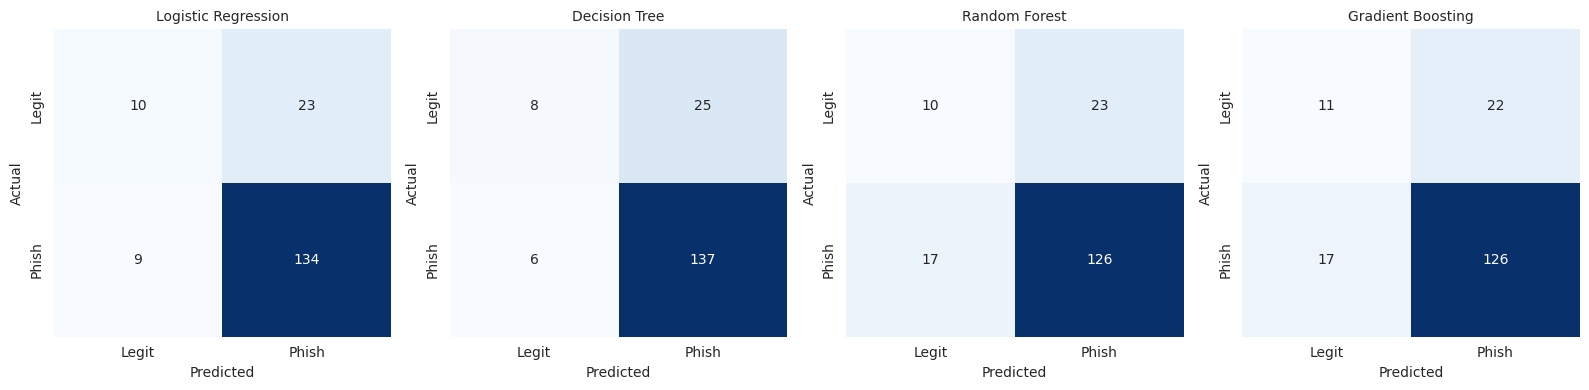 Logistic Regression
Actual
Legit
Phish
10
23
9
134
Legit
Phish
Predicted
Decision Tree
Actual
Legit
Phish
8
25
6
137
Legit
Phish
Predicted
Random Forest
Actual
Legit
Phish
10
23
17
126
Legit
Phish
Predicted
Gradient Boosting
Actual
Legit
Phish
11
22
17
126
Legit
Phish
Predicted